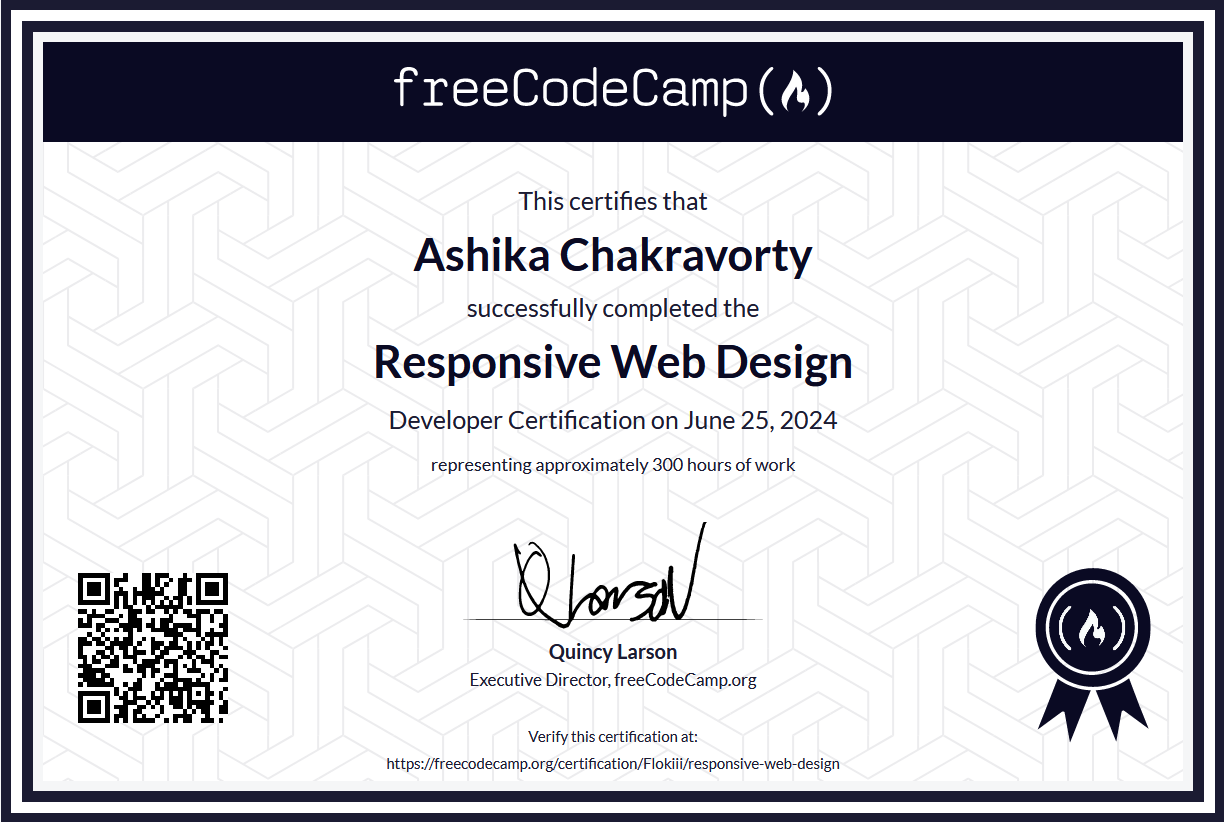 freeCodeCamp
This certifies that
Ashika Chakravorty
successfully completed the
Responsive Web Design
Developer Certification on June 25, 2024
representing approximately 300 hours of work
Quincy Larson
Executive Director, freeCodeCamp.org
Verify this certification at:
https://freecodecamp.org/certification/Flokiii/responsive-web-design